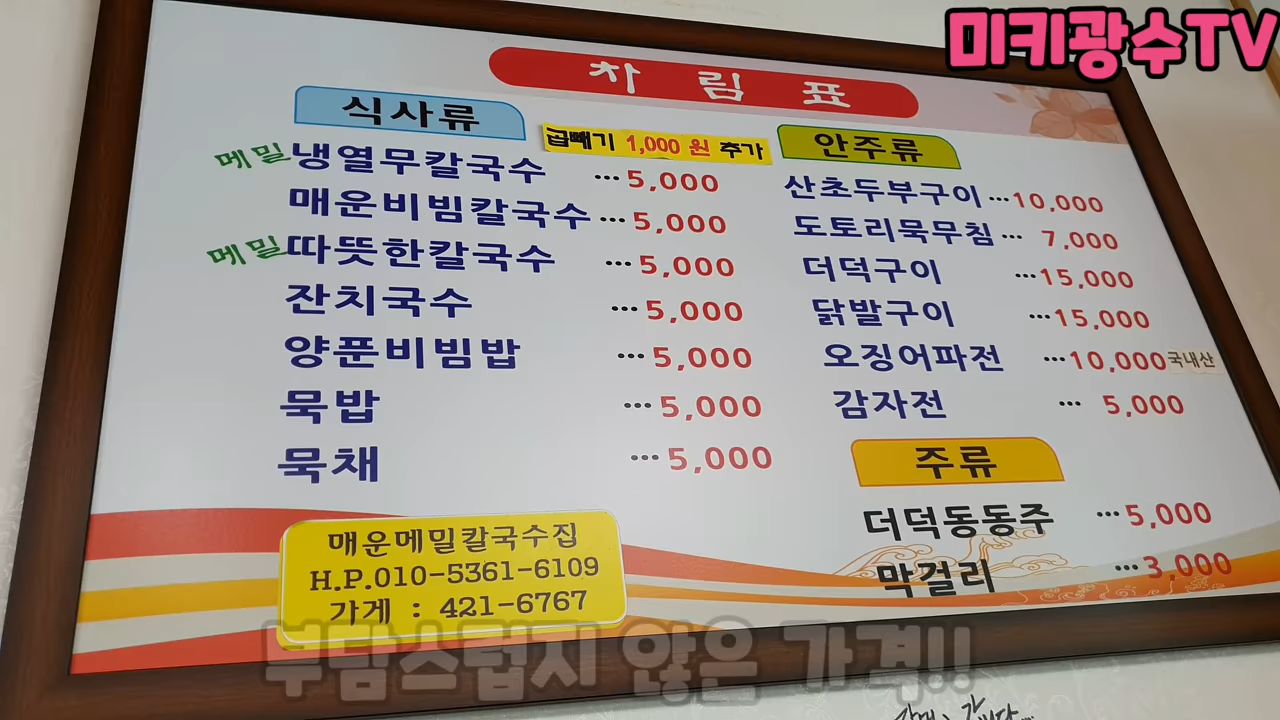 미키광수TV
차림표
식사류
곱빼기 1,000 원 추가
메밀냉열무칼국수 ···5,000
매운비빔칼국수 ···5,000
메밀따뜻한칼국수 ···5,000
잔치국수 ···5,000
양푼비빔밥 ···5,000
묵밥 ···5,000
묵채 ···5,000
안주류
산초두부구이 ···10,000
도토리묵무침 ··· 7,000
더덕구이 ···15,000
닭발구이 ···15,000
오징어파전 ···10,000국내산
감자전 ··· 5,000
주류
더덕동동주 ···5,000
막걸리 ···3,000
매운메밀칼국수집
H.P.010-5361-6109
가게 : 421-6767
부담스럽지 않은 가격!!